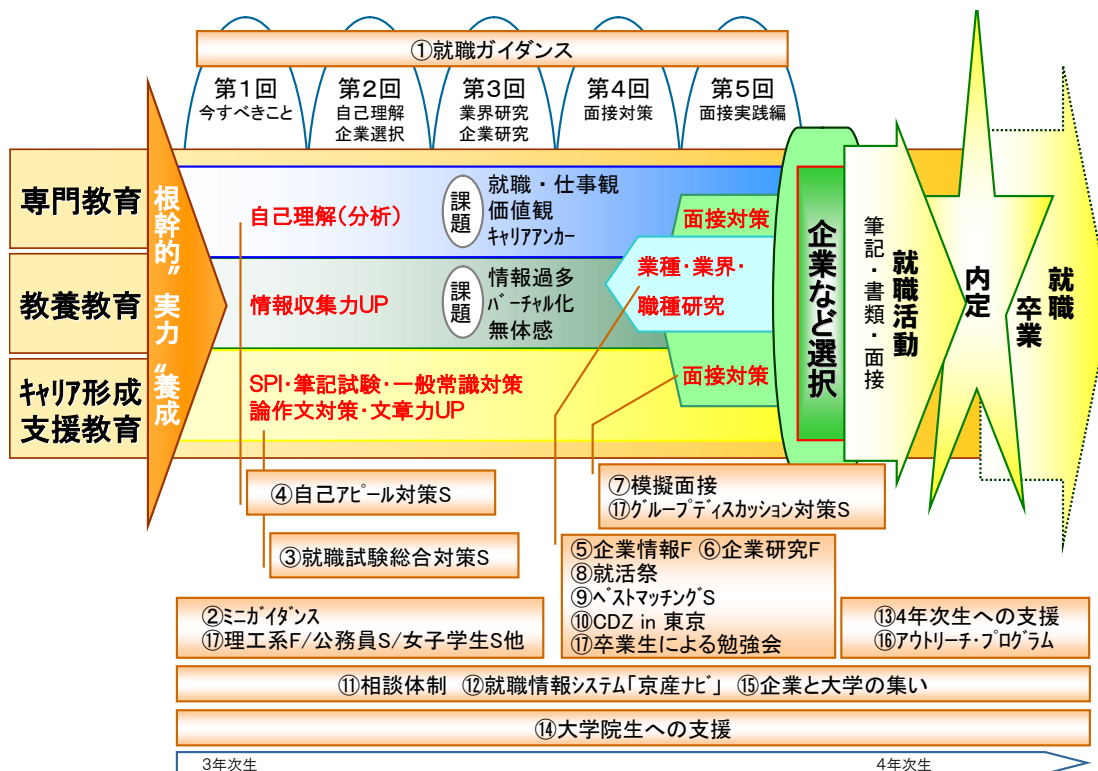 ①就職ガイダンス
第1回
今すべきこと
第2回
自己理解
企業選択
第3回
業界研究
企業研究
第4回
面接対策
第5回
面接実践編
専門教育
教養教育
キャリア形成
支援教育
根幹的”実力“養成
自己理解(分析)
課題
就職・仕事観
価値観
キャリアアンカー
情報収集力UP
課題
情報過多
バーチャル化
無体感
SPI・筆記試験・一般常識対策
論作文対策・文章力UP
面接対策
業種・業界・
職種研究
面接対策
企業など選択
就職活動
筆記・書類・面接
内定
就職
卒業
④自己アピール対策S
③就職試験総合対策S
⑦模擬面接
⑰グループディスカッション対策S
⑤企業情報F ⑥企業研究F
⑧就活祭
⑨ベストマッチングS
⑩CDZ in 東京
⑰卒業生による勉強会
②ミニガイダンス
⑰理工系F/公務員S/女子学生S他
⑬4年次生への支援
⑯アウトリーチ・プログラム
⑪相談体制 ⑫就職情報システム「京産ナビ」 ⑮企業と大学の集い
⑭大学院生への支援
3年次生
4年次生